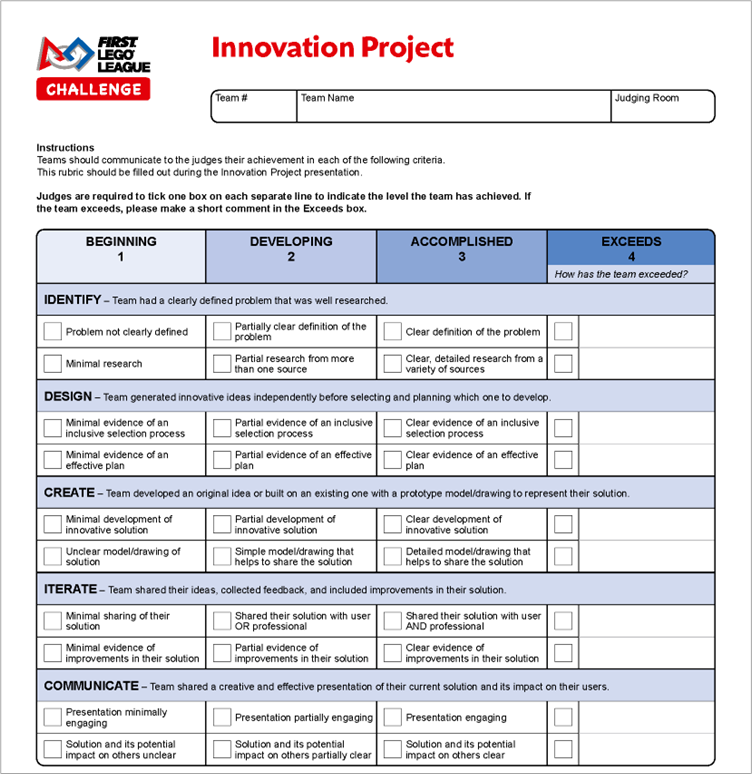 FIRST
LEGO
LEAGUE
CHALLENGE
Innovation Project
Team #
Team Name
Judging Room
Instructions
Teams should communicate to the judges their achievement in each of the following criteria.
This rubric should be filled out during the Innovation Project presentation.
Judges are required to tick one box on each separate line to indicate the level the team has achieved. If
the team exceeds, please make a short comment in the Exceeds box.
BEGINNING
1
DEVELOPING
2
ACCOMPLISHED
3
EXCEEDS
4
How has the team exceeded?
IDENTIFY – Team had a clearly defined problem that was well researched.
Problem not clearly defined
Partially clear definition of the
problem
Clear definition of the problem
Minimal research
Partial research from more
than one source
Clear, detailed research from a
variety of sources
DESIGN – Team generated innovative ideas independently before selecting and planning which one to develop.
Minimal evidence of an
inclusive selection process
Partial evidence of an inclusive
selection process
Clear evidence of an inclusive
selection process
Minimal evidence of an
effective plan
Partial evidence of an effective
plan
Clear evidence of an effective
plan
CREATE – Team developed an original idea or built on an existing one with a prototype model/drawing to represent their solution.
Minimal development of
innovative solution
Partial development of
innovative solution
Clear development of
innovative solution
Unclear model/drawing of
solution
Simple model/drawing that
helps to share the solution
Detailed model/drawing that
helps to share the solution
ITERATE – Team shared their ideas, collected feedback, and included improvements in their solution.
Minimal sharing of their
solution
Shared their solution with user
OR professional
Shared their solution with user
AND professional
Minimal evidence of
improvements in their solution
Partial evidence of
improvements in their solution
Clear evidence of
improvements in their solution
COMMUNICATE – Team shared a creative and effective presentation of their current solution and its impact on their users.
Presentation minimally
engaging
Presentation partially engaging
Presentation engaging
Solution and its potential
impact on others unclear
Solution and its potential
impact on others partially clear
Solution and its potential
impact on others clear